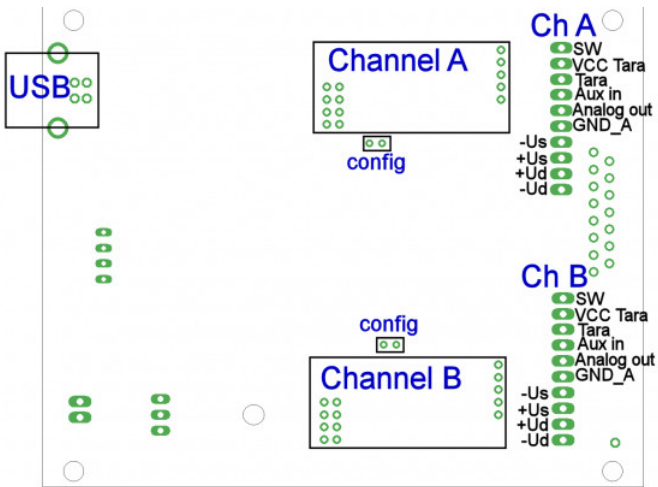 USB
Channel A
config
Ch A
SW
VCC Tara
Tara
Aux in
Analog out
GND_A
-Us
+Us
+Ud
-Ud
config
Channel B
Ch B
SW
VCC Tara
Tara
Aux in
Analog out
GND_A
-Us
+Us
+Ud
-Ud